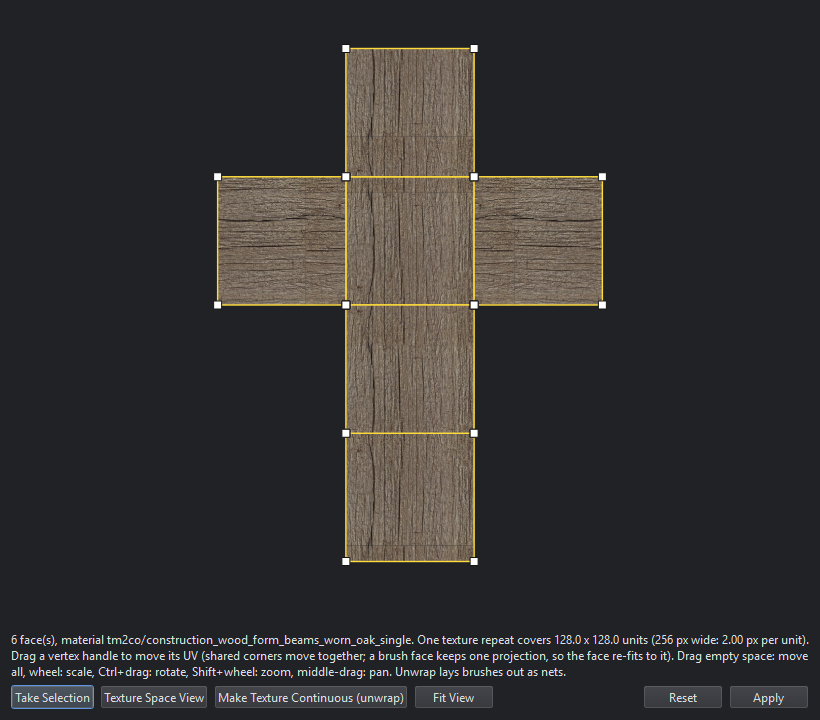 6 face(s), material tm2co/construction_wood_form_beams_worn_oak_single. One texture repeat covers 128.0 x 128.0 units (256 px wide: 2.00 px per unit).
Drag a vertex handle to move its UV (shared corners move together; a brush face keeps one projection, so the face re-fits to it). Drag empty space: move
all, wheel: scale, Ctrl+drag: rotate, Shift+wheel: zoom, middle-drag: pan. Unwrap lays brushes out as nets.
Take Selection
Texture Space View
Make Texture Continuous (unwrap)
Fit View
Reset
Apply